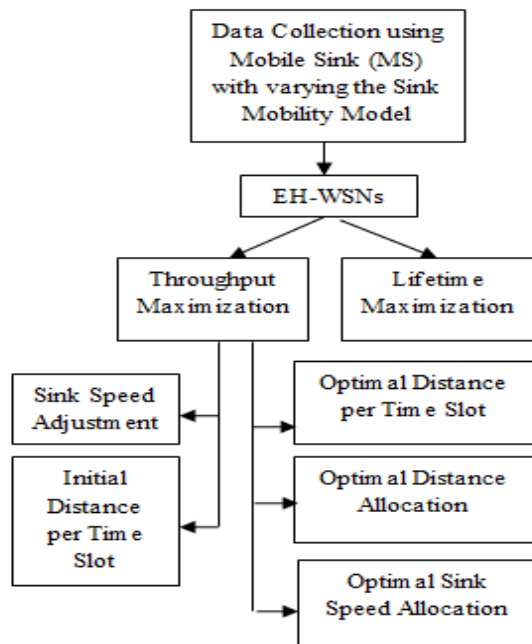 Data Collection using
Mobile Sink (MS)
with varying the Sink
Mobility Model
EH-WSNs
Throughput
Maximization
Lifetime
Maximization
Sink Speed
Adjustment
Initial
Distance
per Time
Slot
Optimal Distance
per Time Slot
Optimal Distance
Allocation
Optimal Sink
Speed Allocation